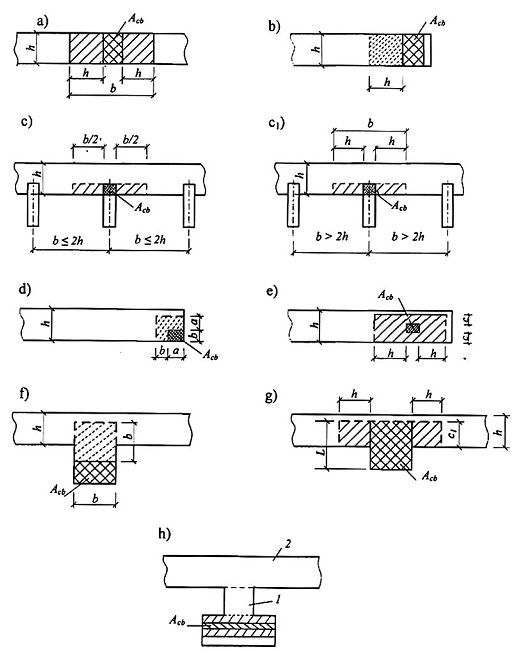 a) A_cb
h
h h
b
b) A_cb
h
h
c)
b/2 b/2
h
A_cb
b ≤ 2h b ≤ 2h
c₁)
b
h h
h
A_cb
b > 2h b > 2h
d)
h
a
b
b a A_cb
e)
A_cb
h
h h
f)
h
b
A_cb
b
g)
h h
L c₁ h
A_cb
h)
2
1
A_cb